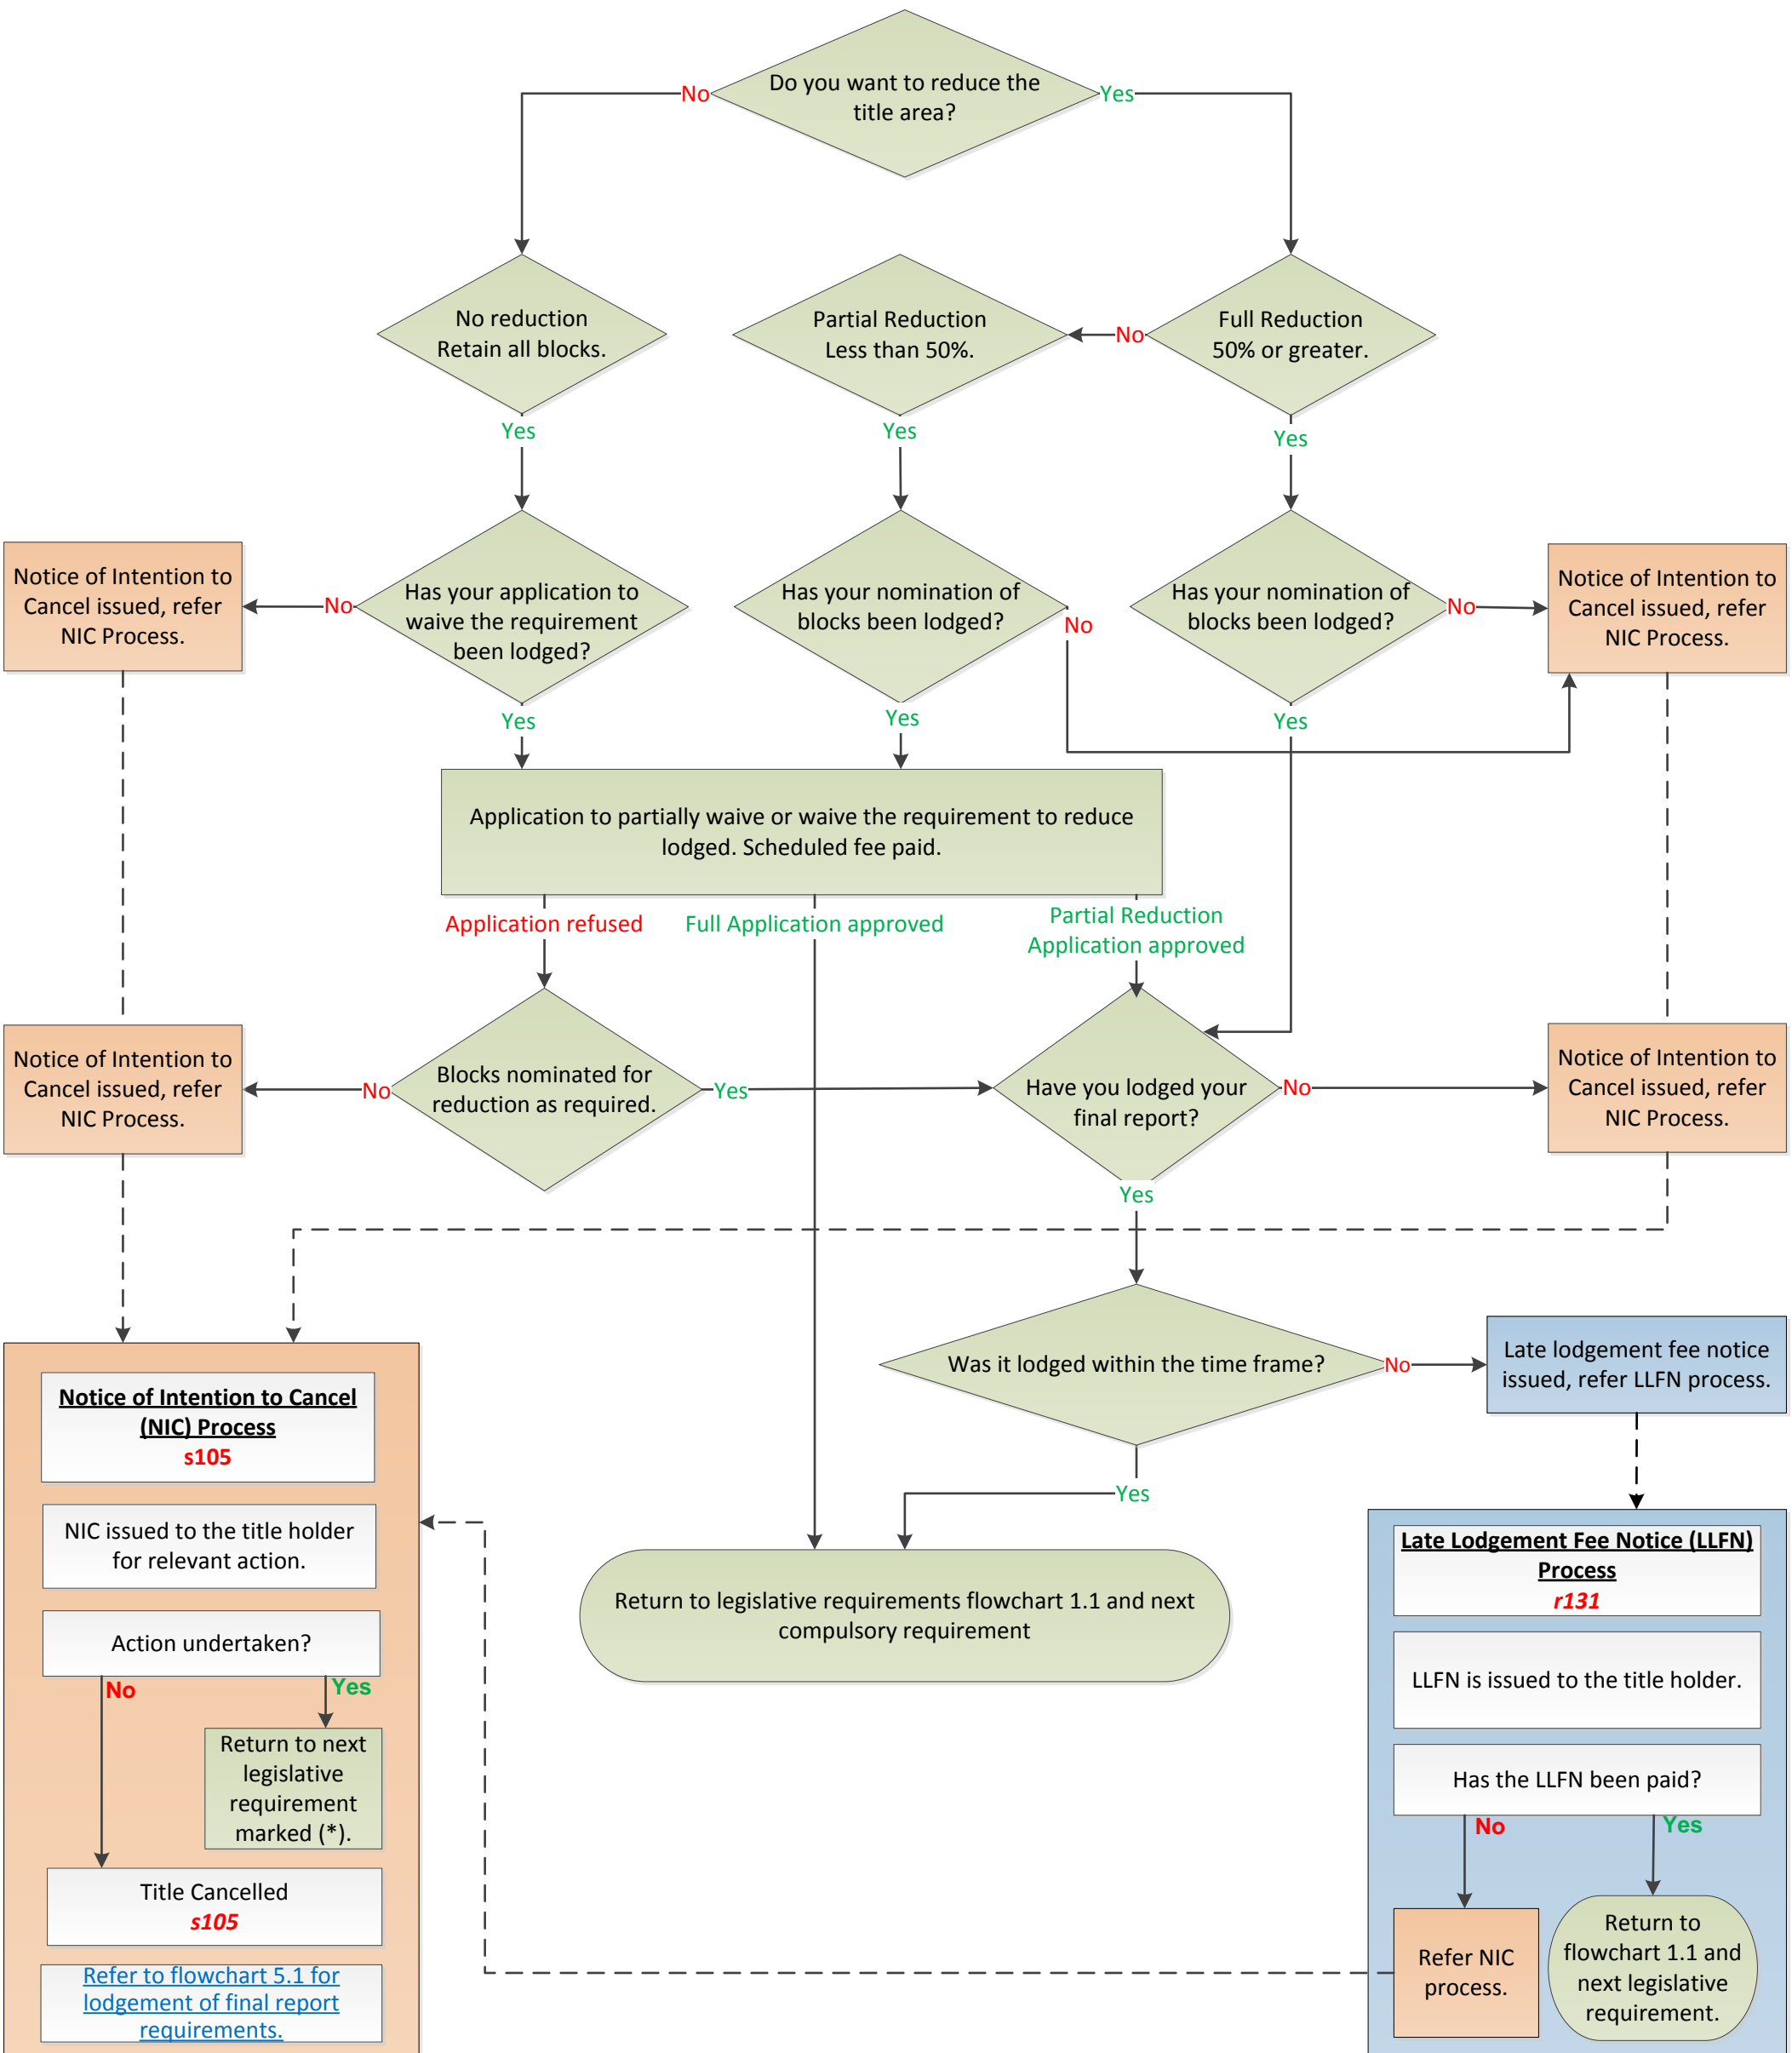 Do you want to reduce the
title area?
No
Yes
No reduction
Retain all blocks.
Partial Reduction
Less than 50%.
No
Full Reduction
50% or greater.
Yes
Yes
Yes
Notice of Intention to
Cancel issued, refer
NIC Process.
No
Has your application to
waive the requirement
been lodged?
Has your nomination of
blocks been lodged?
No
Has your nomination of
blocks been lodged?
No
Notice of Intention to
Cancel issued, refer
NIC Process.
Yes
Yes
Yes
Application to partially waive or waive the requirement to reduce
lodged. Scheduled fee paid.
Application refused
Full Application approved
Partial Reduction
Application approved
Notice of Intention to
Cancel issued, refer
NIC Process.
No
Blocks nominated for
reduction as required.
Yes
Have you lodged your
final report?
No
Notice of Intention to
Cancel issued, refer
NIC Process.
Yes
Was it lodged within the time frame?
No
Late lodgement fee notice
issued, refer LLFN process.
Yes
Return to legislative requirements flowchart 1.1 and next
compulsory requirement
Notice of Intention to Cancel
(NIC) Process
s105
NIC issued to the title holder
for relevant action.
Action undertaken?
No
Yes
Return to next
legislative
requirement
marked (*).
Title Cancelled
s105
Refer to flowchart 5.1 for
lodgement of final report
requirements.
Late Lodgement Fee Notice (LLFN)
Process
r131
LLFN is issued to the title holder.
Has the LLFN been paid?
No
Yes
Refer NIC
process.
Return to
flowchart 1.1 and
next legislative
requirement.